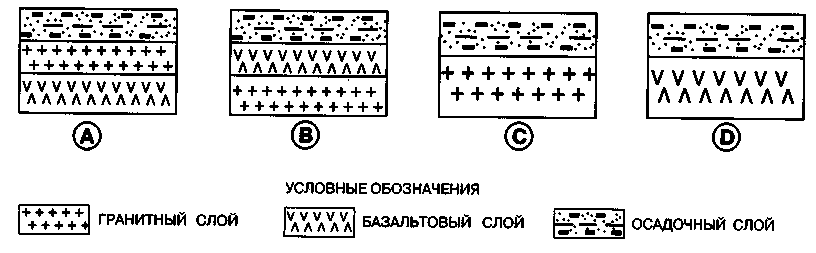 A B C D
УСЛОВНЫЕ ОБОЗНАЧЕНИЯ
ГРАНИТНЫЙ СЛОЙ БАЗАЛЬТОВЫЙ СЛОЙ ОСАДОЧНЫЙ СЛОЙ